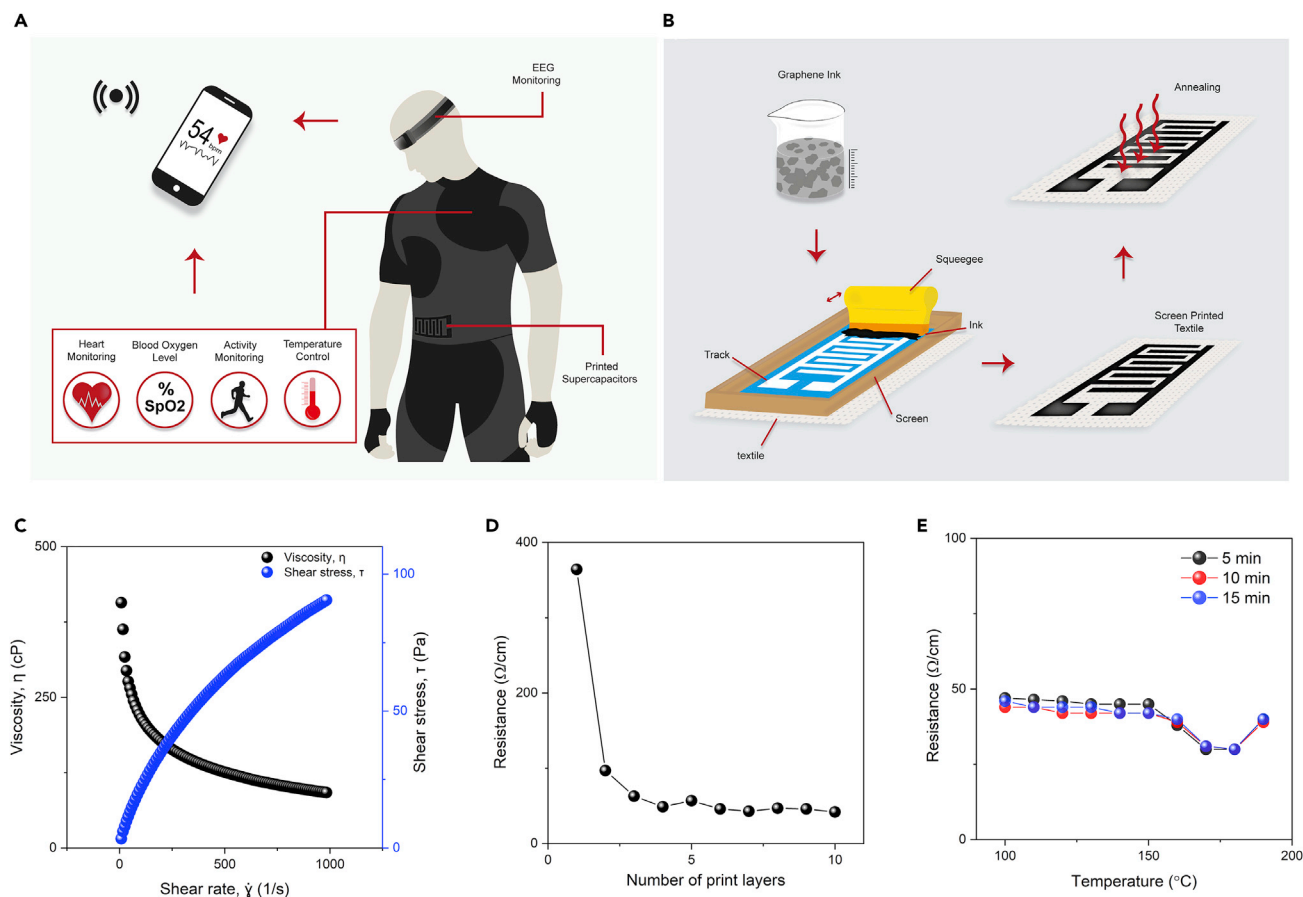 A
EEG
Monitoring
54
bpm
Heart
Monitoring
Blood Oxygen
Level
Activity
Monitoring
Temperature
Control
%
SpO2
Printed
Supercapacitors
B
Graphene Ink
Annealing
Squeegee
Ink
Track
Screen
textile
Screen Printed
Textile
C
500
250
0
Viscosity, η (cP)
Viscosity, η
Shear stress, τ
100
50
0
Shear stress, τ (Pa)
0 500 1000
Shear rate, γ̇ (1/s)
D
400
200
0
Resistance (Ω/cm)
0 5 10
Number of print layers
E
100
50
0
Resistance (Ω/cm)
5 min
10 min
15 min
100 150 200
Temperature (°C)